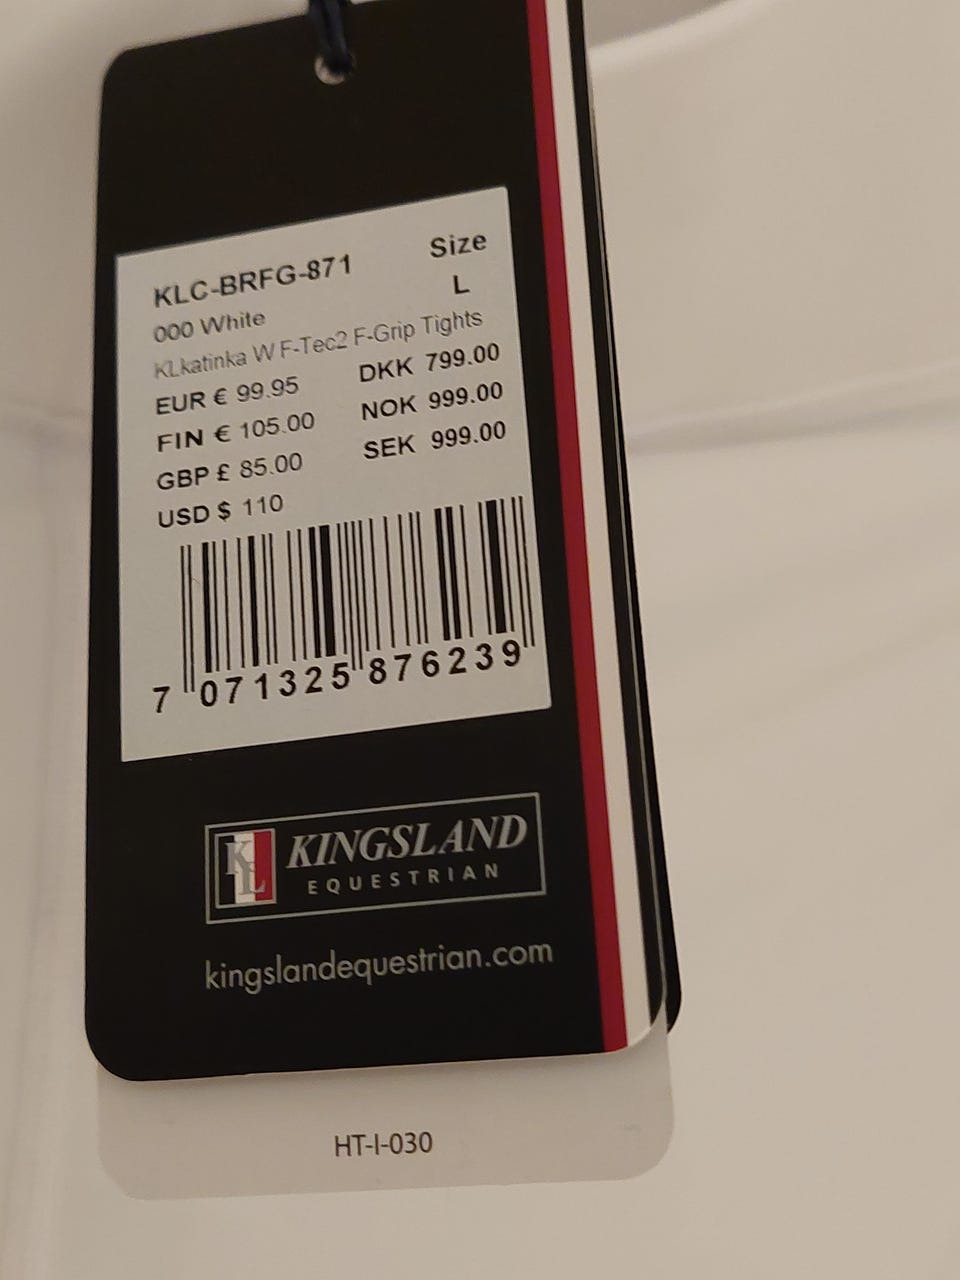 KLC-BRFG-871 Size
000 White L
KLkatinka W F-Tec2 F-Grip Tights
EUR € 99.95 DKK 799.00
FIN € 105.00 NOK 999.00
GBP £ 85.00 SEK 999.00
USD $ 110
7 071325 876239
KL KINGSLAND
EQUESTRIAN
kingslandequestrian.com
HT-I-030